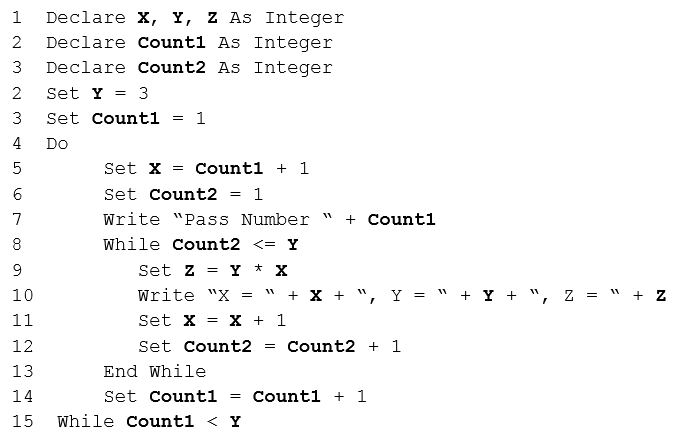 1 Declare X, Y, Z As Integer
2 Declare Count1 As Integer
3 Declare Count2 As Integer
2 Set Y = 3
3 Set Count1 = 1
4 Do
5 Set X = Count1 + 1
6 Set Count2 = 1
7 Write “Pass Number “ + Count1
8 While Count2 <= Y
9 Set Z = Y * X
10 Write “X = “ + X + “, Y = “ + Y + “, Z = “ + Z
11 Set X = X + 1
12 Set Count2 = Count2 + 1
13 End While
14 Set Count1 = Count1 + 1
15 While Count1 < Y